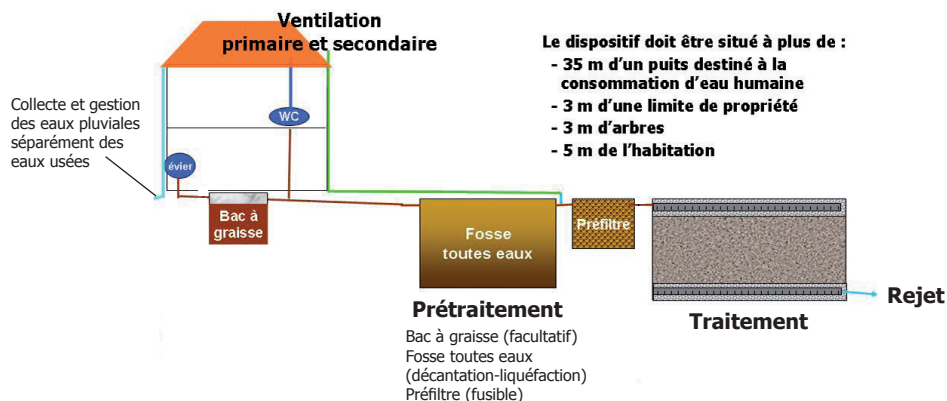 Ventilation
primaire et secondaire
Le dispositif doit être situé à plus de :
- 35 m d'un puits destiné à la
consommation d'eau humaine
- 3 m d'une limite de propriété
- 3 m d'arbres
- 5 m de l'habitation
Collecte et gestion
des eaux pluviales
séparément des
eaux usées
WC
évier
Bac à
graisse
Fosse
toutes eaux
Préfiltre
Rejet
Prétraitement
Bac à graisse (facultatif)
Fosse toutes eaux
(décantation-liquéfaction)
Préfiltre (fusible)
Traitement